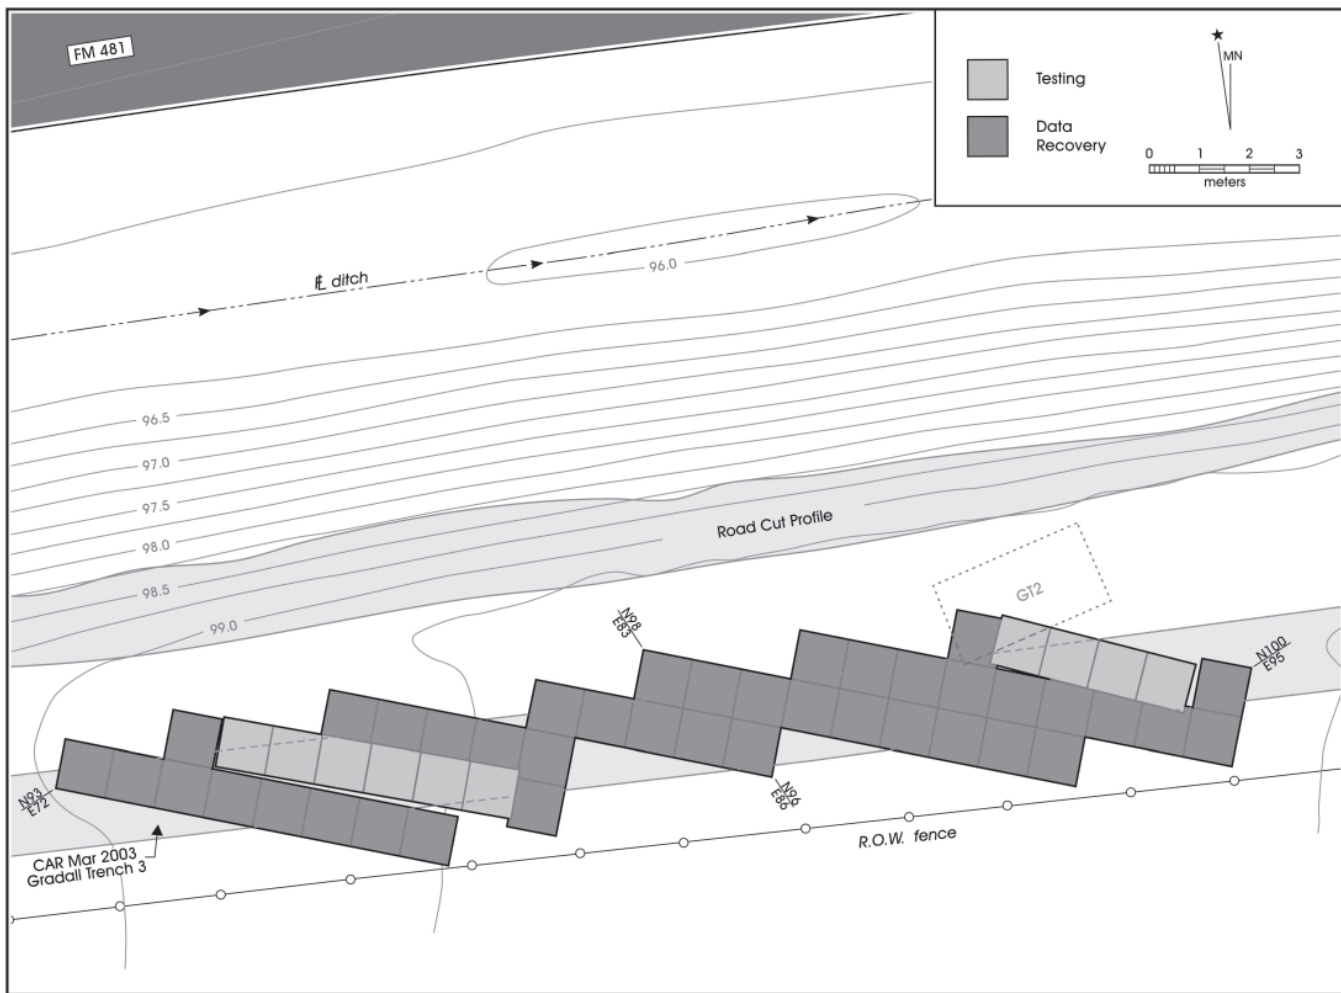 FM 481
Testing
Data
Recovery
MN
0 1 2 3
meters
℄ ditch
96.0
96.5
97.0
97.5
98.0
98.5
99.0
Road Cut Profile
GT2
N98
E83
N100
E95
N93
E72
N96
E86
CAR Mar 2003
Gradall Trench 3
R.O.W. fence